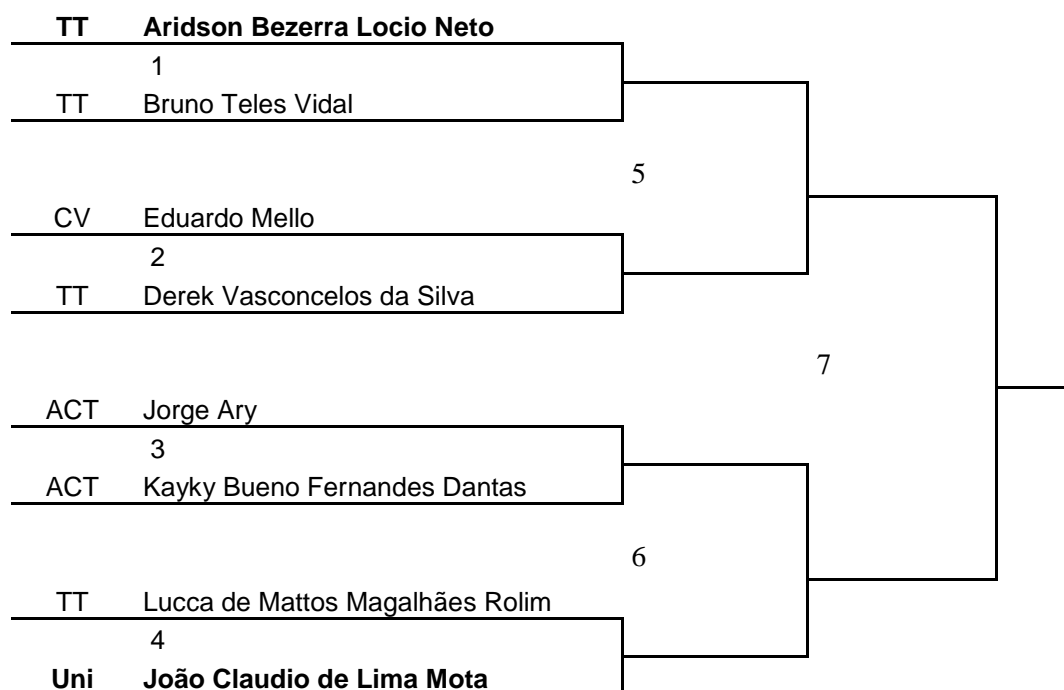 TT Aridson Bezerra Locio Neto
1
TT Bruno Teles Vidal
5
CV Eduardo Mello
2
TT Derek Vasconcelos da Silva
7
ACT Jorge Ary
3
ACT Kayky Bueno Fernandes Dantas
6
TT Lucca de Mattos Magalhães Rolim
4
Uni João Claudio de Lima Mota